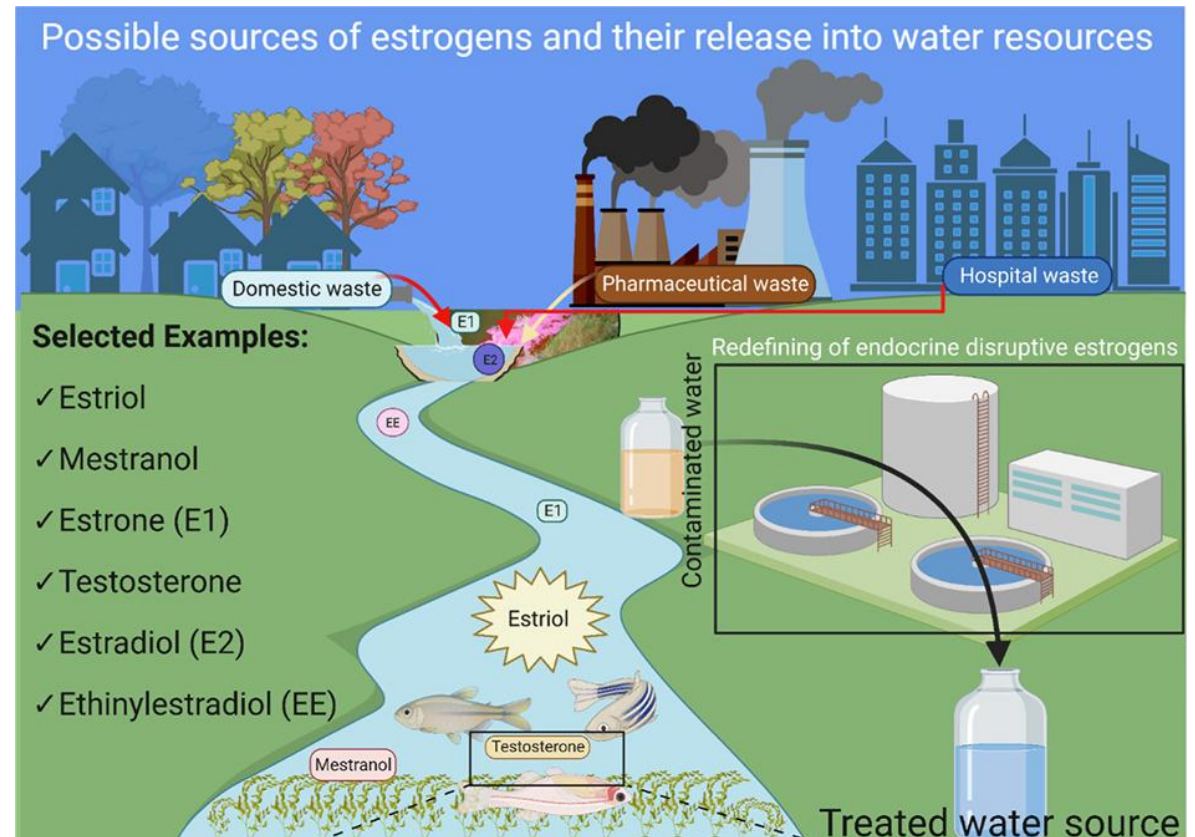 Possible sources of estrogens and their release into water resources
Domestic waste
Pharmaceutical waste
Hospital waste
E1
E2
Selected Examples:
✓Estriol
✓Mestranol
✓Estrone (E1)
✓Testosterone
✓Estradiol (E2)
✓Ethinylestradiol (EE)
EE
E1
Estriol
Testosterone
Mestranol
Redefining of endocrine disruptive estrogens
Contaminated water
Treated water source